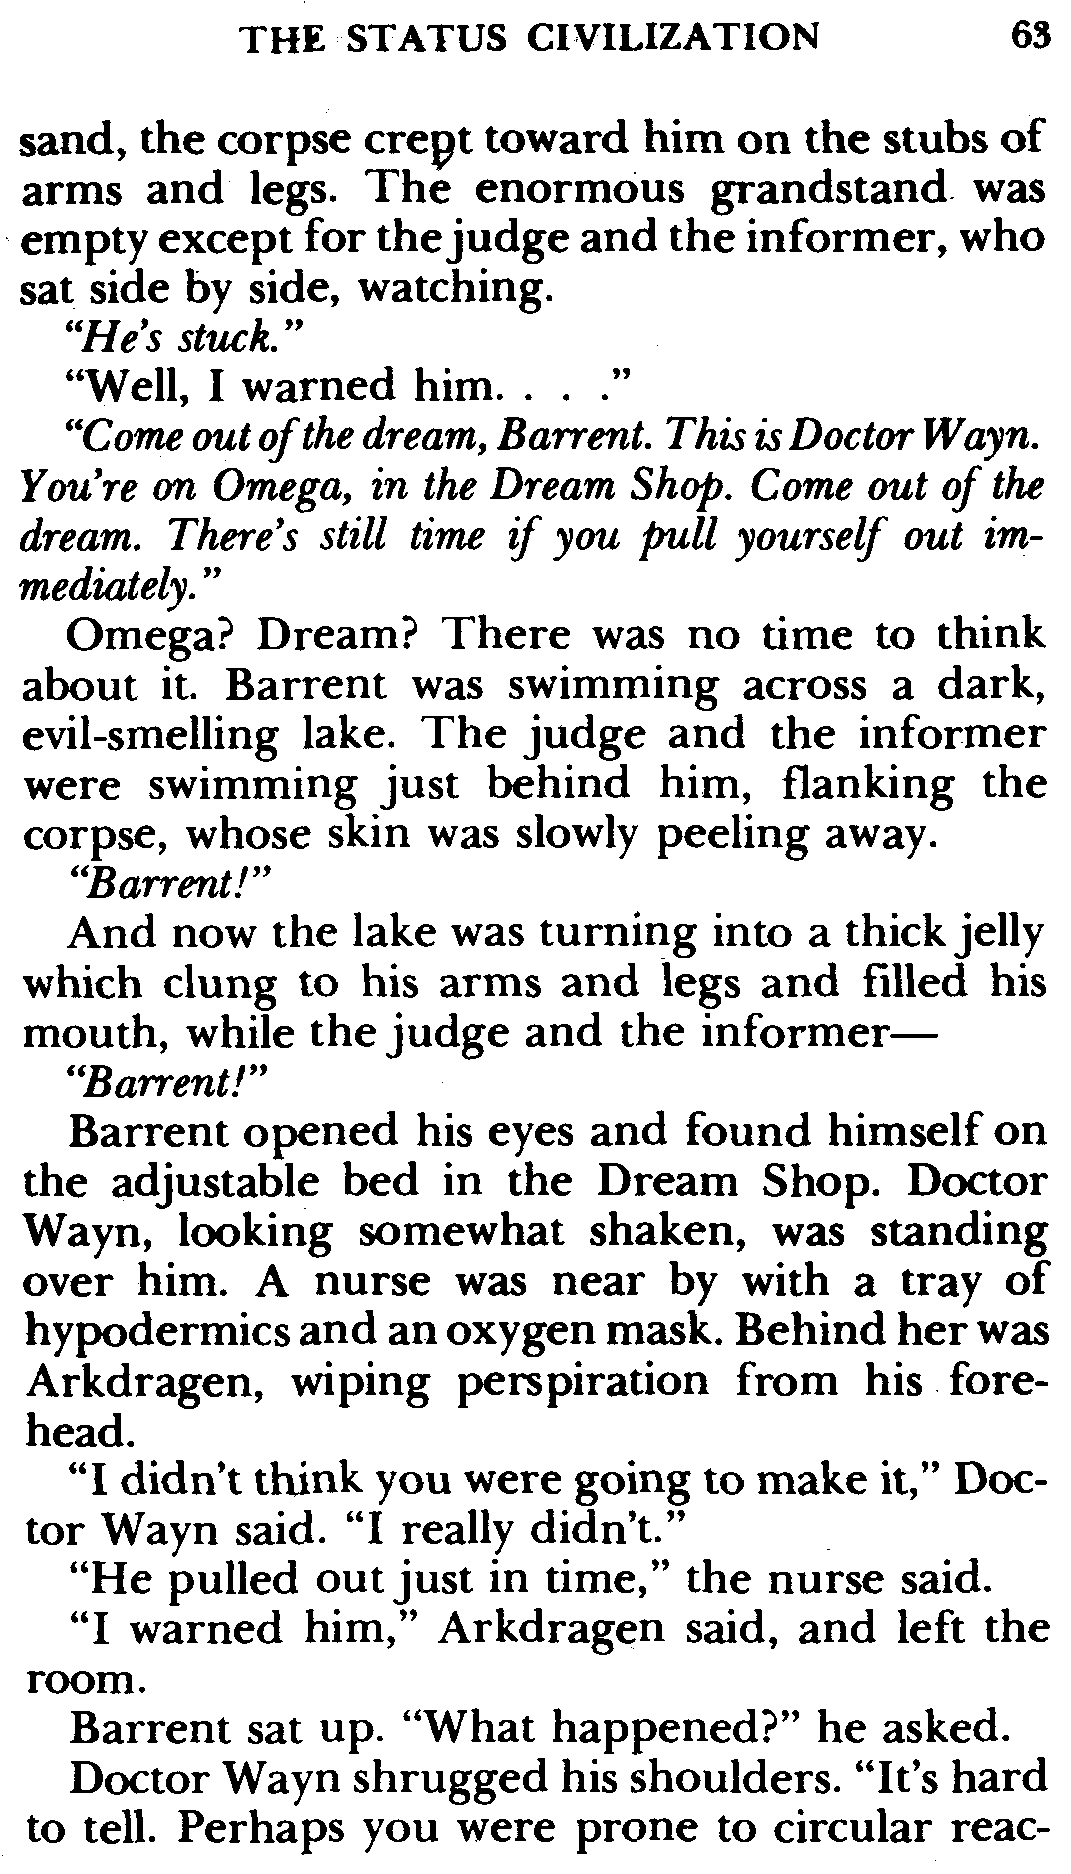 THE STATUS CIVILIZATION 63
sand, the corpse crept toward him on the stubs of
arms and legs. The enormous grandstand was
empty except for the judge and the informer, who
sat side by side, watching.
“He’s stuck.”
“Well, I warned him. . . .”
“Come out of the dream, Barrent. This is Doctor Wayn.
You’re on Omega, in the Dream Shop. Come out of the
dream. There’s still time if you pull yourself out im-
mediately.”
Omega? Dream? There was no time to think
about it. Barrent was swimming across a dark,
evil-smelling lake. The judge and the informer
were swimming just behind him, flanking the
corpse, whose skin was slowly peeling away.
“Barrent!”
And now the lake was turning into a thick jelly
which clung to his arms and legs and filled his
mouth, while the judge and the informer—
“Barrent!”
Barrent opened his eyes and found himself on
the adjustable bed in the Dream Shop. Doctor
Wayn, looking somewhat shaken, was standing
over him. A nurse was near by with a tray of
hypodermics and an oxygen mask. Behind her was
Arkdragen, wiping perspiration from his fore-
head.
“I didn’t think you were going to make it,” Doc-
tor Wayn said. “I really didn’t.”
“He pulled out just in time,” the nurse said.
“I warned him,” Arkdragen said, and left the
room.
Barrent sat up. “What happened?” he asked.
Doctor Wayn shrugged his shoulders. “It’s hard
to tell. Perhaps you were prone to circular reac-